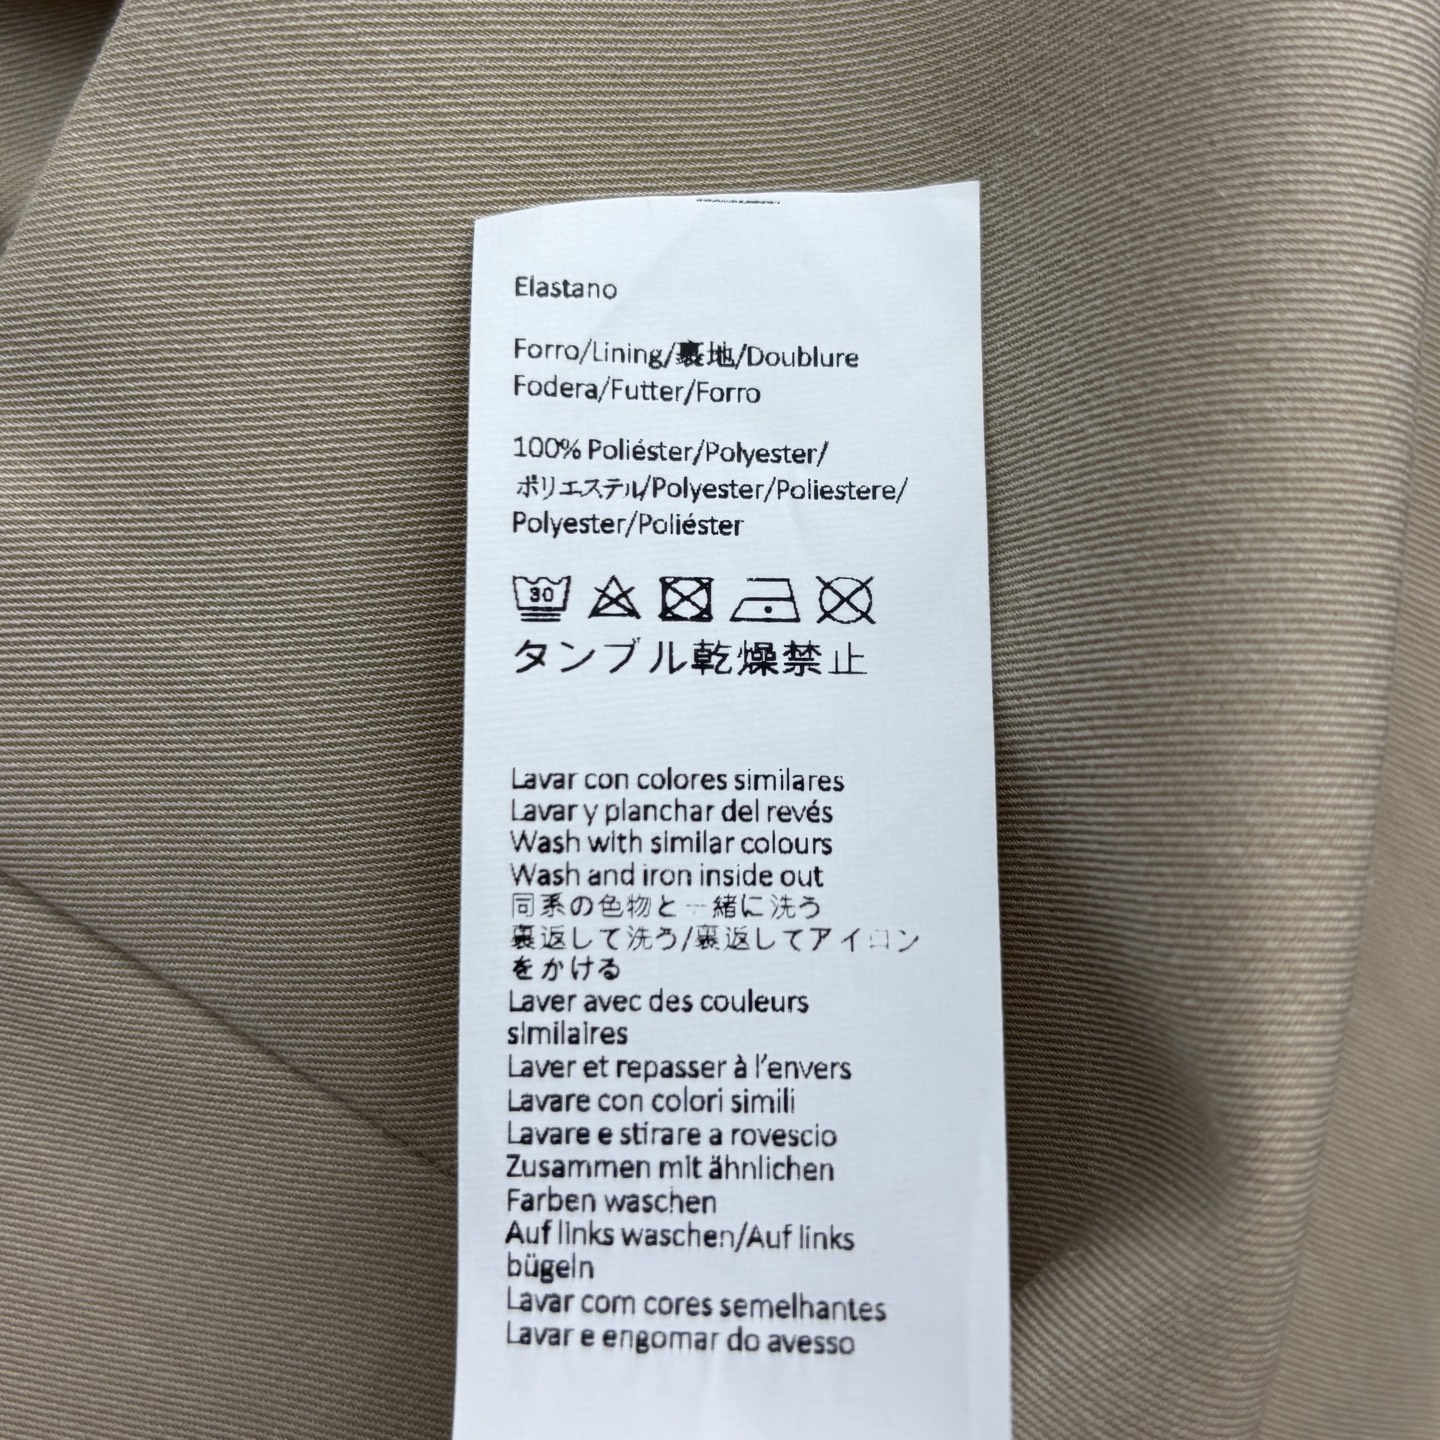 Elastano
Forro/Lining/裏地/Doublure
Fodera/Futter/Forro
100% Poliéster/Polyester/
ポリエステル/Polyester/Poliestere/
Polyester/Poliéster
30
タンブル乾燥禁止
Lavar con colores similares
Lavar y planchar del revés
Wash with similar colours
Wash and iron inside out
同系の色物と一緒に洗う
裏返して洗う/裏返してアイロン
をかける
Laver avec des couleurs
similaires
Laver et repasser à l'envers
Lavare con colori simili
Lavare e stirare a rovescio
Zusammen mit ähnlichen
Farben waschen
Auf links waschen/Auf links
bügeln
Lavar com cores semelhantes
Lavar e engomar do avesso